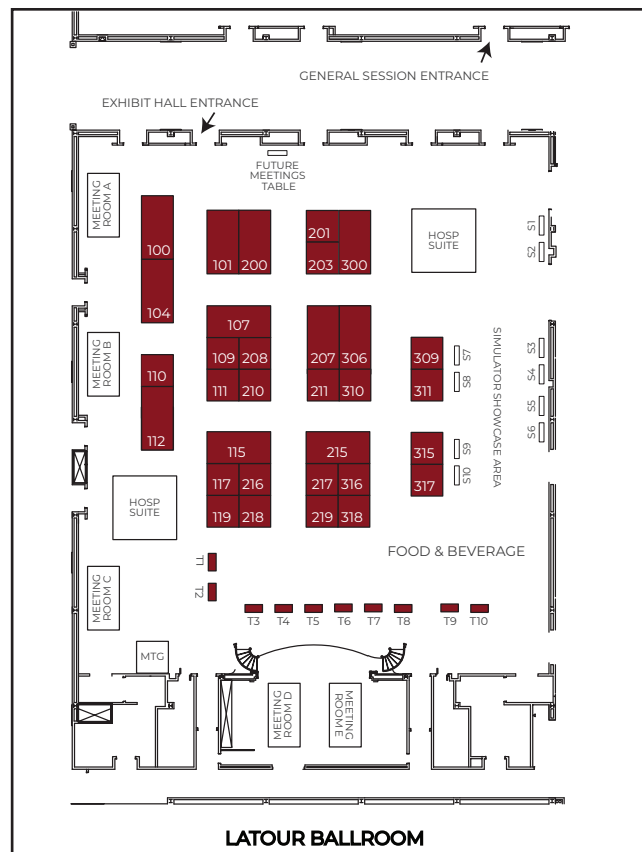 GENERAL SESSION ENTRANCE
EXHIBIT HALL ENTRANCE
FUTURE
MEETINGS
TABLE
MEETING
ROOM A
HOSP
SUITE
S1
S2
100
101
200
201
203
300
104
107
109
208
111
210
207
306
211
310
309
311
S7
S8
SIMULATOR SHOWCASE AREA
S3
S4
S5
S6
MEETING
ROOM B
110
112
115
117
216
119
218
215
217
316
219
318
315
317
S9
S10
HOSP
SUITE
FOOD & BEVERAGE
T1
T2
MEETING
ROOM C
T3
T4
T5
T6
T7
T8
T9
T10
MTG
MEETING
ROOM D
MEETING
ROOM E
LATOUR BALLROOM